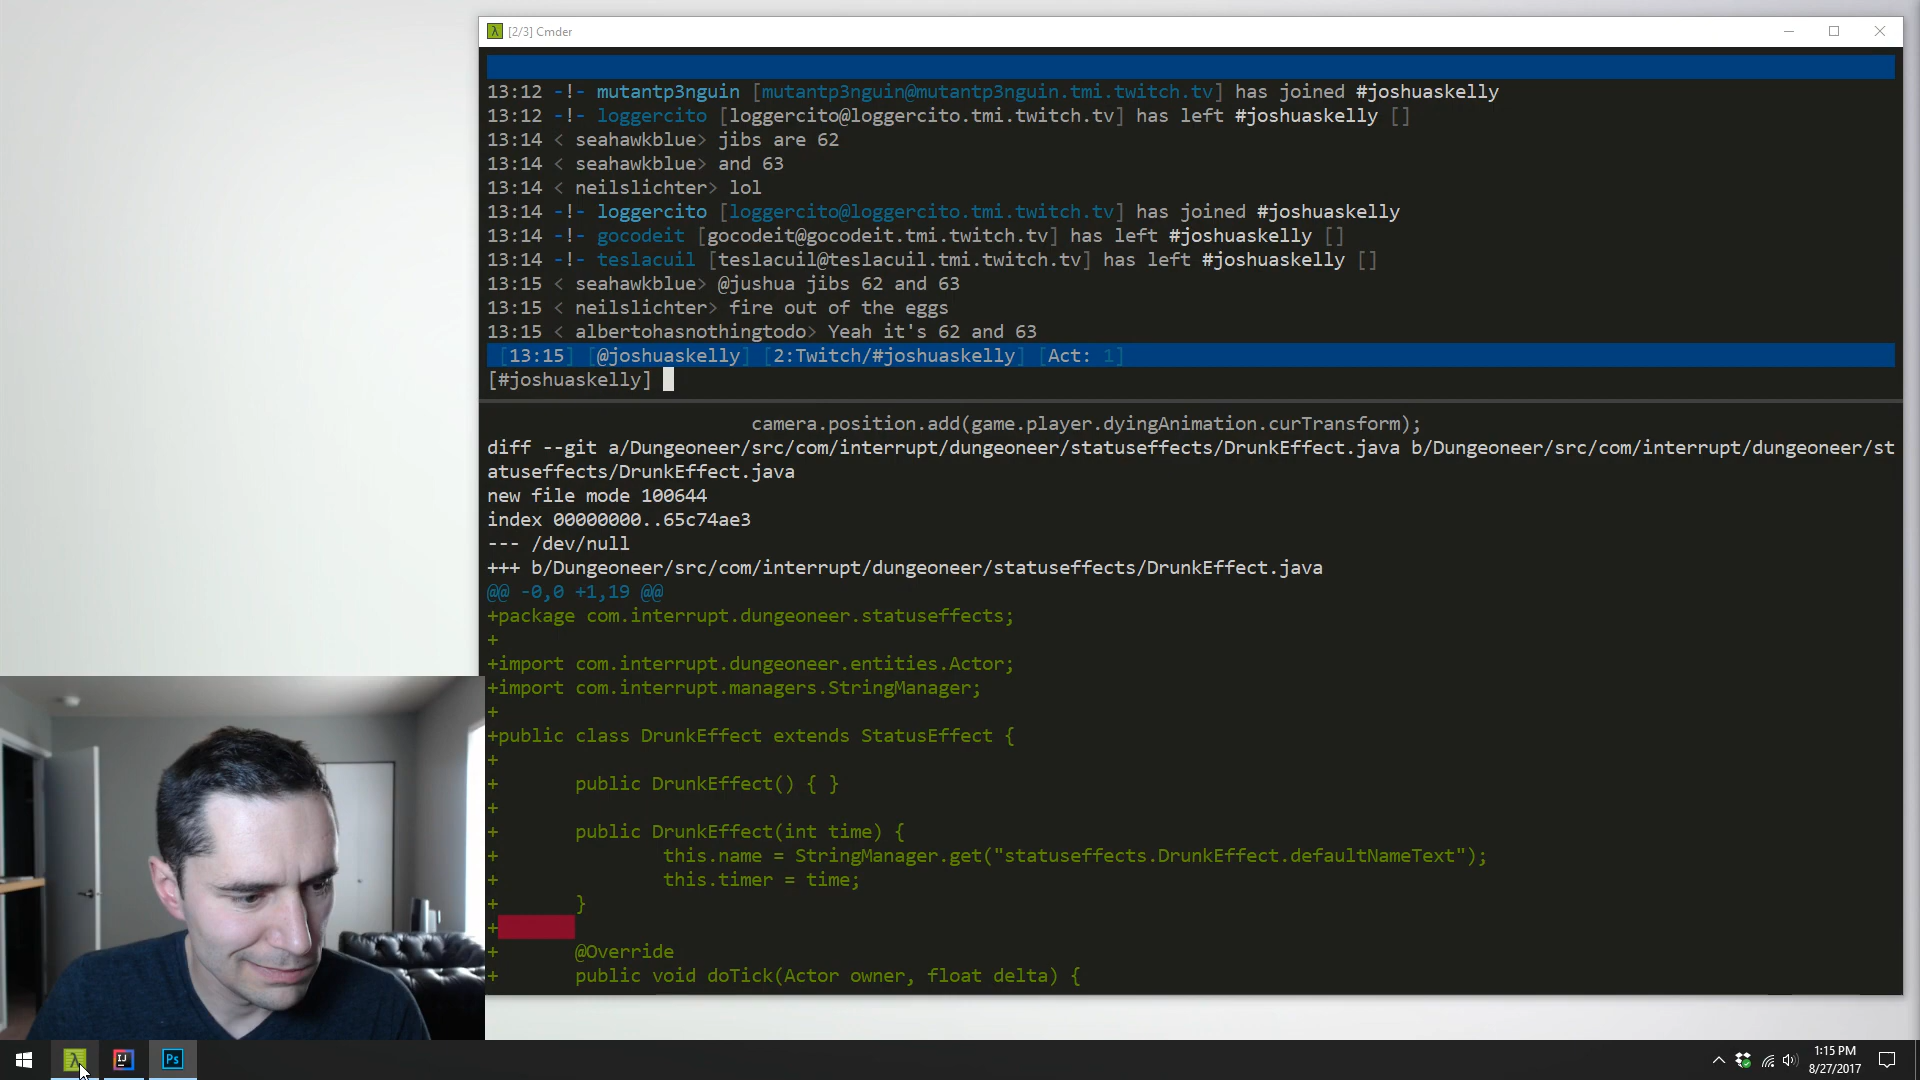 [2/3] Cmder
13:12 -!- mutantp3nguin [mutantp3nguin@mutantp3nguin.tmi.twitch.tv] has joined #joshuaskelly
13:12 -!- loggercito [loggercito@loggercito.tmi.twitch.tv] has left #joshuaskelly []
13:14 < seahawkblue> jibs are 62
13:14 < seahawkblue> and 63
13:14 < neilslichter> lol
13:14 -!- loggercito [loggercito@loggercito.tmi.twitch.tv] has joined #joshuaskelly
13:14 -!- gocodeit [gocodeit@gocodeit.tmi.twitch.tv] has left #joshuaskelly []
13:14 -!- teslacuil [teslacuil@teslacuil.tmi.twitch.tv] has left #joshuaskelly []
13:15 < seahawkblue> @jushua jibs 62 and 63
13:15 < neilslichter> fire out of the eggs
13:15 < albertohasnothingtodo> Yeah it's 62 and 63
[13:15] [@joshuaskelly] [2:Twitch/#joshuaskelly] [Act: 1]
[#joshuaskelly]
camera.position.add(game.player.dyingAnimation.curTransform);
diff --git a/Dungeoneer/src/com/interrupt/dungeoneer/statuseffects/DrunkEffect.java b/Dungeoneer/src/com/interrupt/dungeoneer/st
atuseffects/DrunkEffect.java
new file mode 100644
index 00000000..65c74ae3
--- /dev/null
+++ b/Dungeoneer/src/com/interrupt/dungeoneer/statuseffects/DrunkEffect.java
@@ -0,0 +1,19 @@
+package com.interrupt.dungeoneer.statuseffects;
+
+import com.interrupt.dungeoneer.entities.Actor;
+import com.interrupt.managers.StringManager;
+
+public class DrunkEffect extends StatusEffect {
+
+ public DrunkEffect() { }
+
+ public DrunkEffect(int time) {
+ this.name = StringManager.get("statuseffects.DrunkEffect.defaultNameText");
+ this.timer = time;
+ }
+
+ @Override
+ public void doTick(Actor owner, float delta) {
λ IJ Ps
1:15 PM
8/27/2017